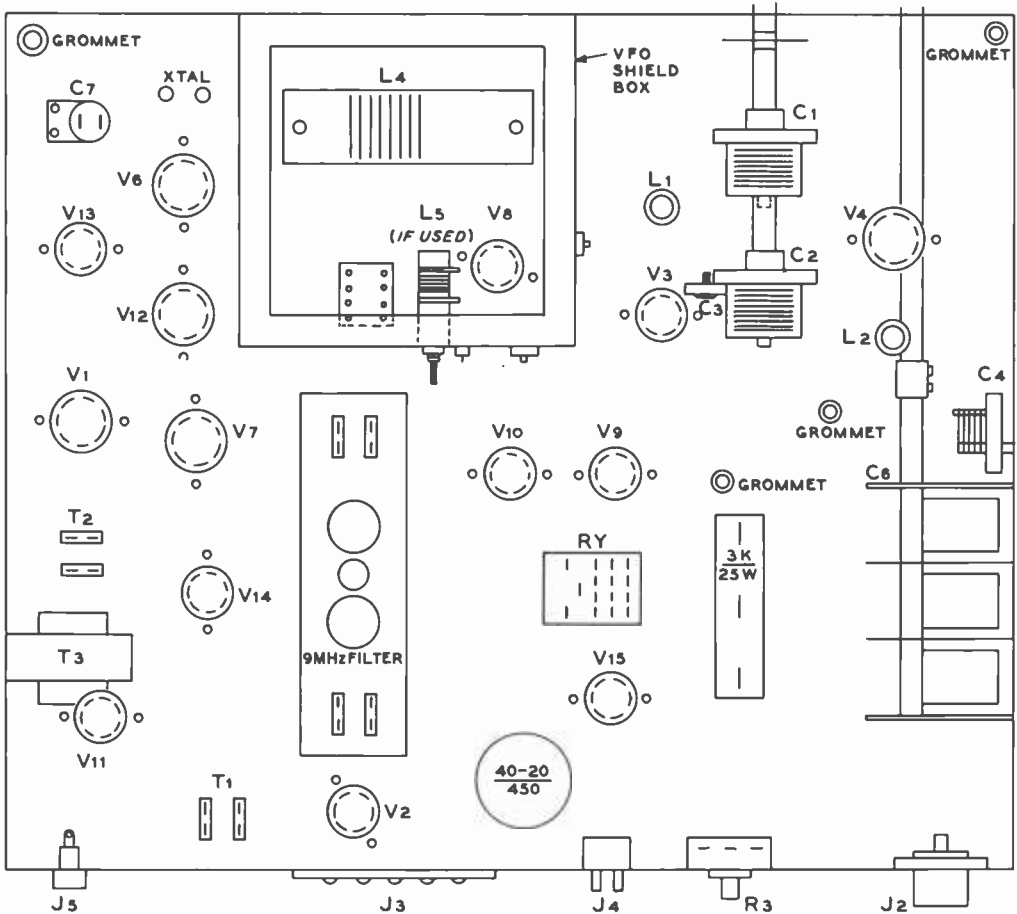 GROMMET
GROMMET
VFO
SHIELD
BOX
XTAL
C7
L4
C1
V6
L1
V13
L5
(IF USED)
V8
V4
C2
V3
C3
V12
L2
V1
C4
V7
V10
V9
GROMMET
C6
GROMMET
T2
RY
3K
25W
V14
T3
9MHz FILTER
V15
V11
T1
40-20
450
V2
J5
J3
J4
R3
J2